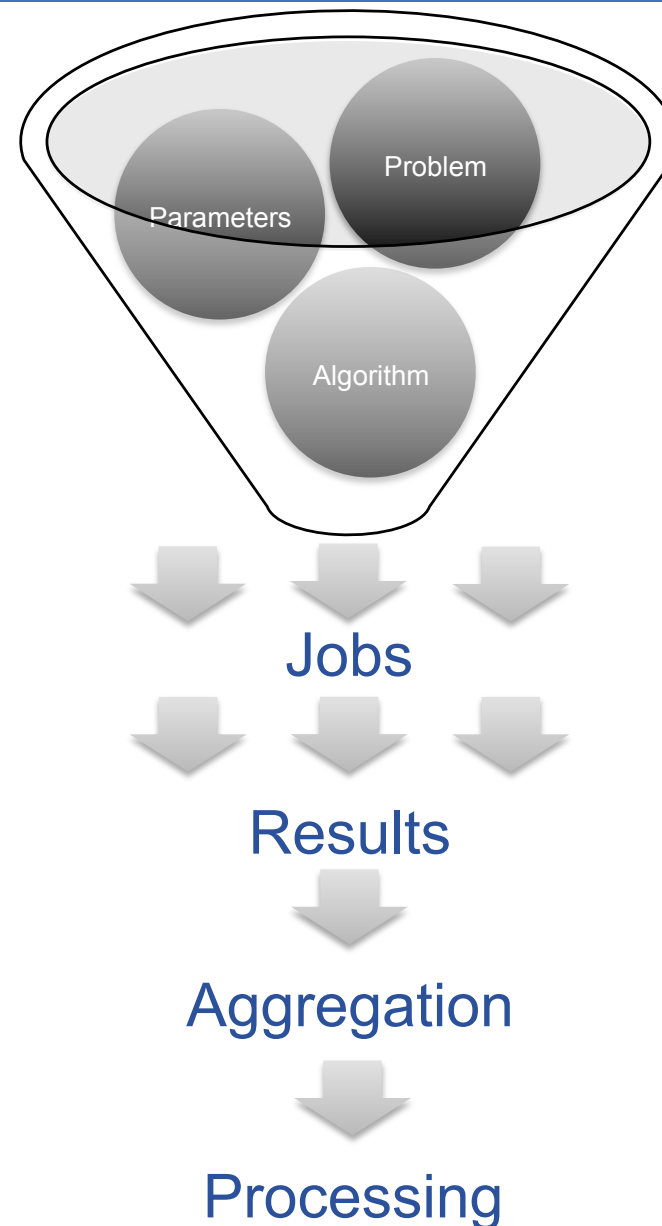 Problem
Parameters
Algorithm
Jobs
Results
Aggregation
Processing